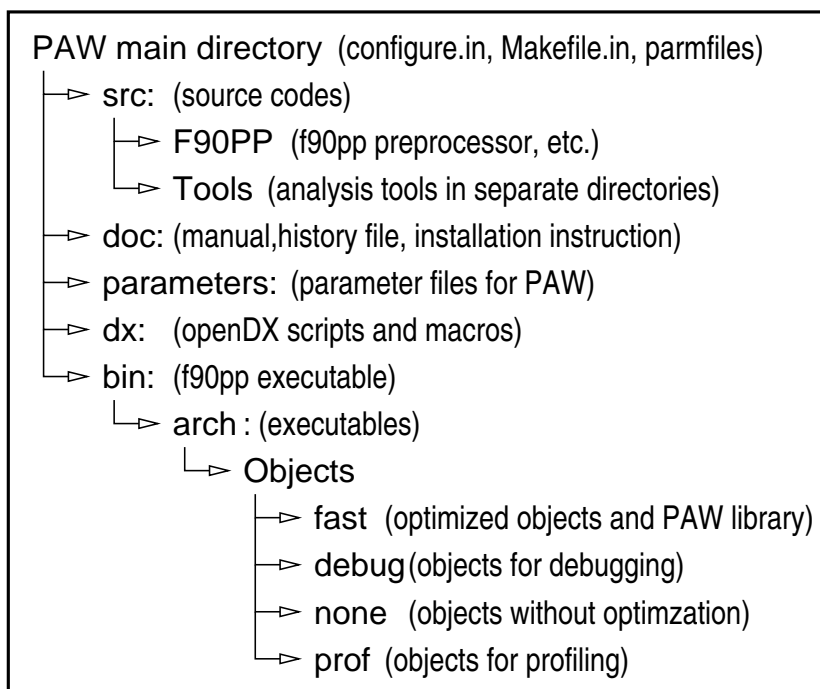 PAW main directory (configure.in, Makefile.in, parmfiles)
src: (source codes)
F90PP (f90pp preprocessor, etc.)
Tools (analysis tools in separate directories)
doc: (manual,history file, installation instruction)
parameters: (parameter files for PAW)
dx: (openDX scripts and macros)
bin: (f90pp executable)
arch : (executables)
Objects
fast (optimized objects and PAW library)
debug(objects for debugging)
none (objects without optimzation)
prof (objects for profiling)